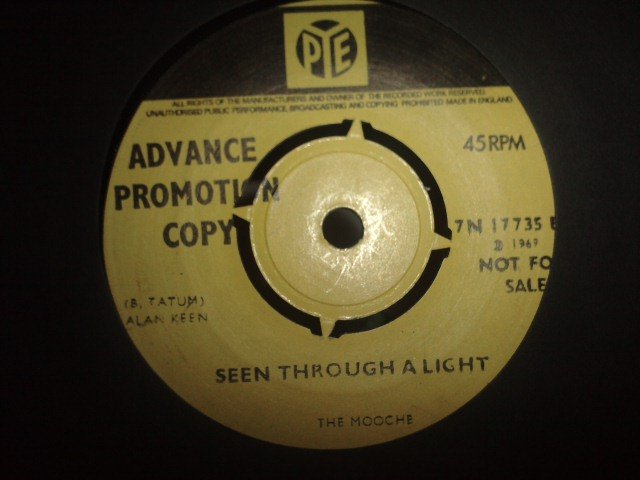 PYE
ALL RIGHTS OF THE MANUFACTURERS AND OWNER OF THE RECORDED WORK RESERVED.
UNAUTHORISED PUBLIC PERFORMANCE, BROADCASTING AND COPYING PROHIBITED. MADE IN ENGLAND
ADVANCE
PROMOTION
COPY
45 RPM
7N 17735
1969
NOT FO
SALE
(B. TATUM)
ALAN KEEN
SEEN THROUGH A LIGHT
THE MOOCHE